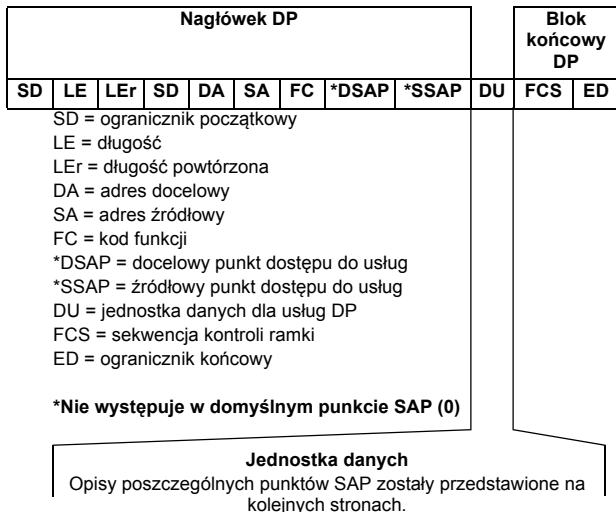 Nagłówek DP
Blok
końcowy
DP
SD LE LEr SD DA SA FC *DSAP *SSAP DU FCS ED
SD = ogranicznik początkowy
LE = długość
LEr = długość powtórzona
DA = adres docelowy
SA = adres źródłowy
FC = kod funkcji
*DSAP = docelowy punkt dostępu do usług
*SSAP = źródłowy punkt dostępu do usług
DU = jednostka danych dla usług DP
FCS = sekwencja kontroli ramki
ED = ogranicznik końcowy
*Nie występuje w domyślnym punkcie SAP (0)
Jednostka danych
Opisy poszczególnych punktów SAP zostały przedstawione na
kolejnych stronach.